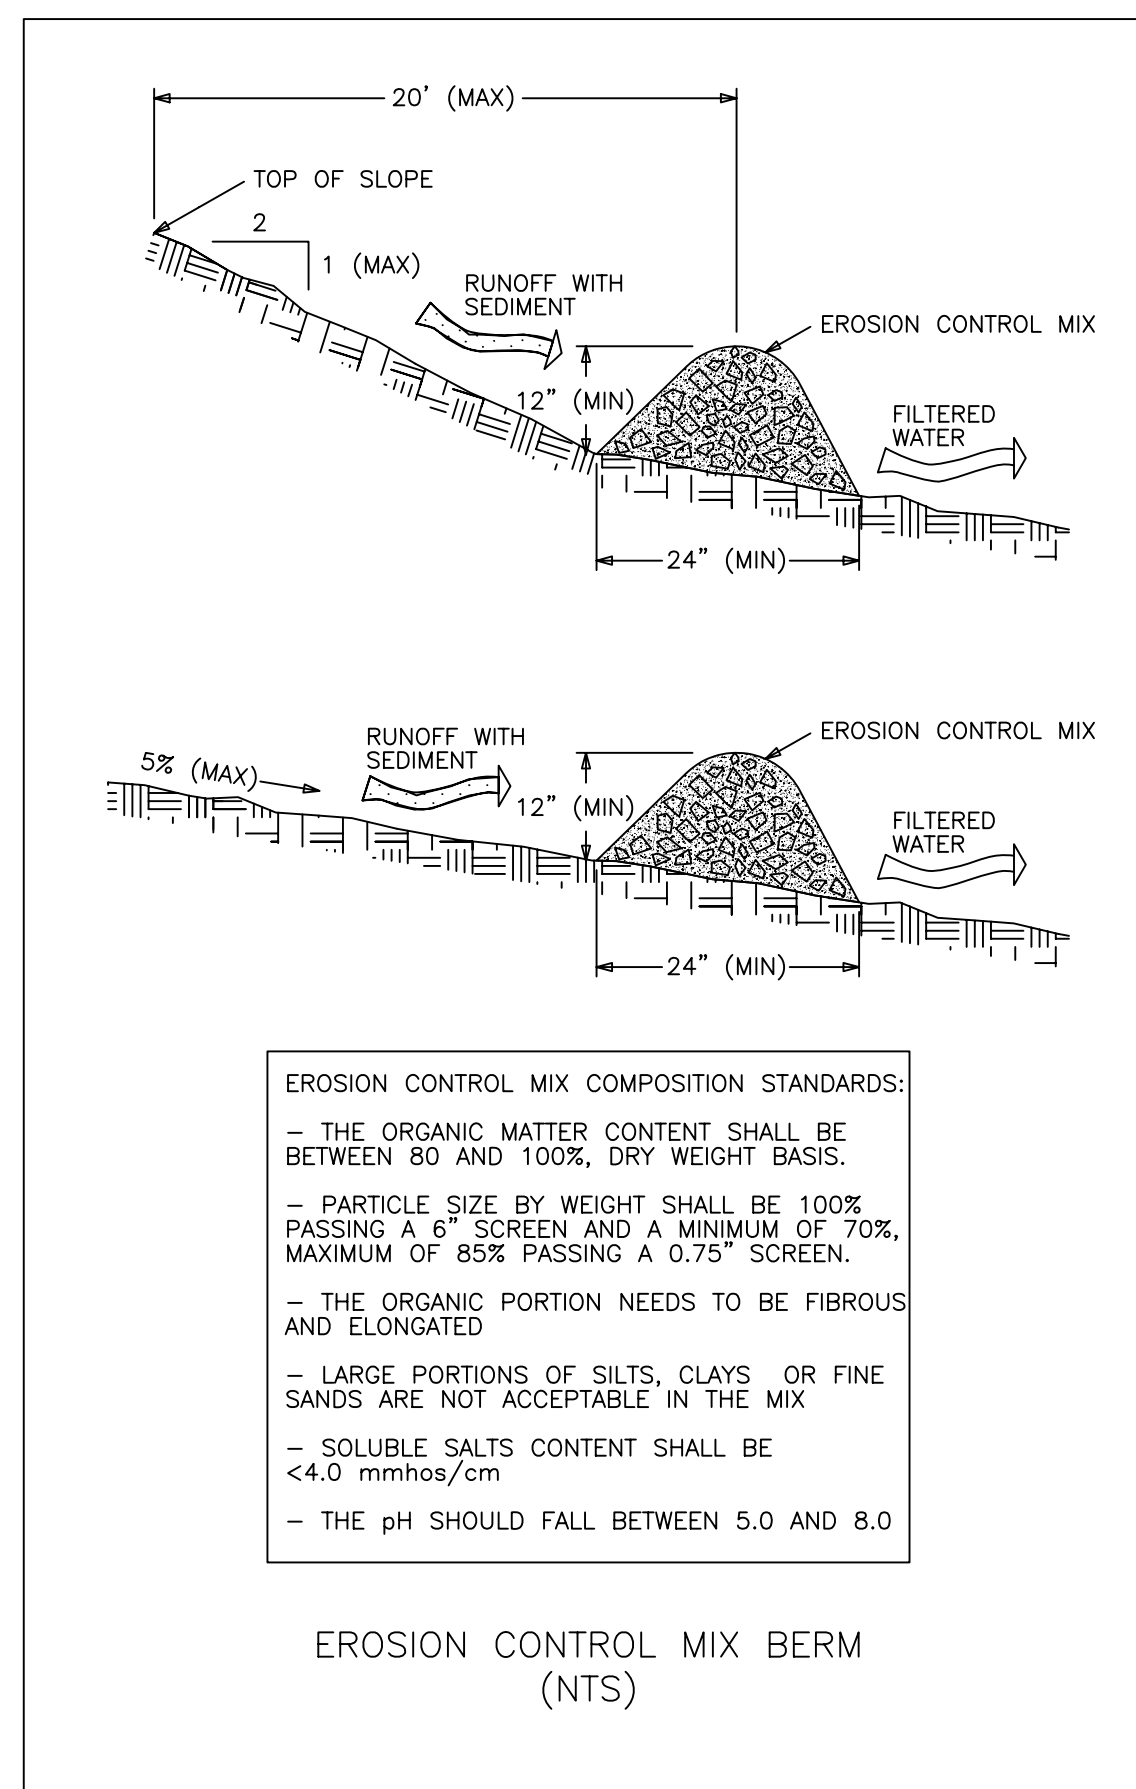 20' (MAX)
TOP OF SLOPE
2
1 (MAX)
RUNOFF WITH
SEDIMENT
EROSION CONTROL MIX
12" (MIN)
FILTERED
WATER
24" (MIN)
5% (MAX)
RUNOFF WITH
SEDIMENT
EROSION CONTROL MIX
12" (MIN)
FILTERED
WATER
24" (MIN)
EROSION CONTROL MIX COMPOSITION STANDARDS:
– THE ORGANIC MATTER CONTENT SHALL BE
BETWEEN 80 AND 100%, DRY WEIGHT BASIS.
– PARTICLE SIZE BY WEIGHT SHALL BE 100%
PASSING A 6" SCREEN AND A MINIMUM OF 70%,
MAXIMUM OF 85% PASSING A 0.75" SCREEN.
– THE ORGANIC PORTION NEEDS TO BE FIBROUS
AND ELONGATED
– LARGE PORTIONS OF SILTS, CLAYS  OR FINE
SANDS ARE NOT ACCEPTABLE IN THE MIX
– SOLUBLE SALTS CONTENT SHALL BE
<4.0 mmhos/cm
– THE pH SHOULD FALL BETWEEN 5.0 AND 8.0
EROSION CONTROL MIX BERM
(NTS)